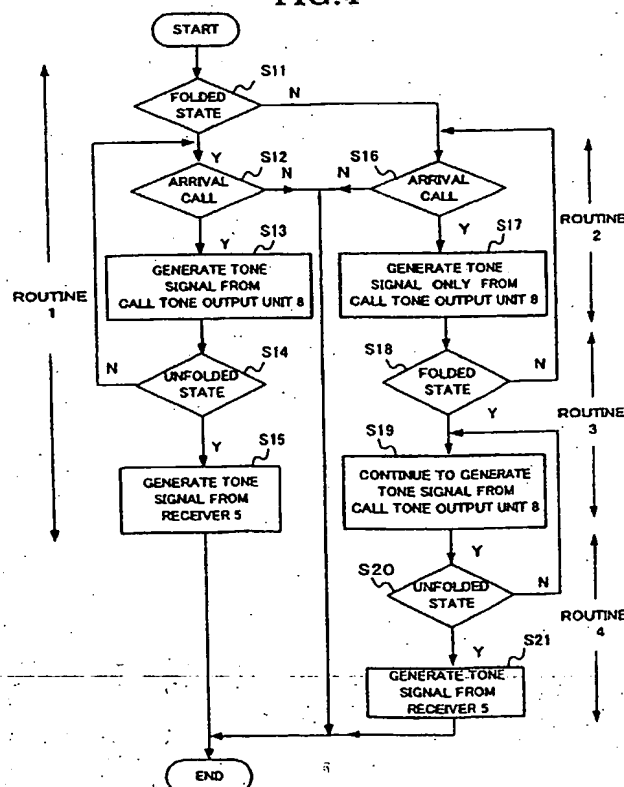 FIG.4
START
S11
FOLDED
STATE
N
Y
S12
ARRIVAL
CALL
N
Y
S13
GENERATE TONE
SIGNAL FROM
CALL TONE OUTPUT UNIT 8
S14
UNFOLDED
STATE
N
Y
S15
GENERATE TONE
SIGNAL FROM
RECEIVER 5
ROUTINE
1
S16
ARRIVAL
CALL
N
Y
S17
GENERATE TONE
SIGNAL ONLY FROM
CALL TONE OUTPUT UNIT 8
ROUTINE
2
S18
FOLDED
STATE
N
Y
S19
CONTINUE TO GENERATE
TONE SIGNAL FROM
CALL TONE OUTPUT UNIT 8
ROUTINE
3
Y
S20
UNFOLDED
STATE
N
Y
S21
GENERATE TONE
SIGNAL FROM
RECEIVER 5
ROUTINE
4
END